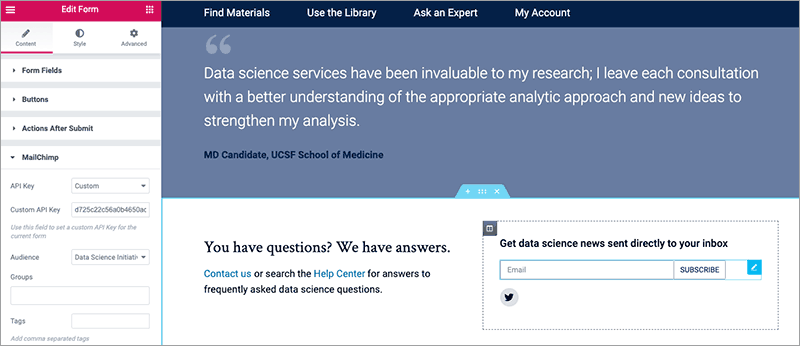 Edit Form
Content
Style
Advanced
Form Fields
Buttons
Actions After Submit
MailChimp
API Key
Custom
Custom API Key
d725c22c56a0b4650ac
Use this field to set a custom API Key for the
current form
Audience
Data Science Initiativ
Groups
Tags
Add comma separated tags
Find Materials
Use the Library
Ask an Expert
My Account
“
Data science services have been invaluable to my research; I leave each consultation
with a better understanding of the appropriate analytic approach and new ideas to
strengthen my analysis.
MD Candidate, UCSF School of Medicine
You have questions? We have answers.
Contact us or search the Help Center for answers to
frequently asked data science questions.
Get data science news sent directly to your inbox
Email
SUBSCRIBE